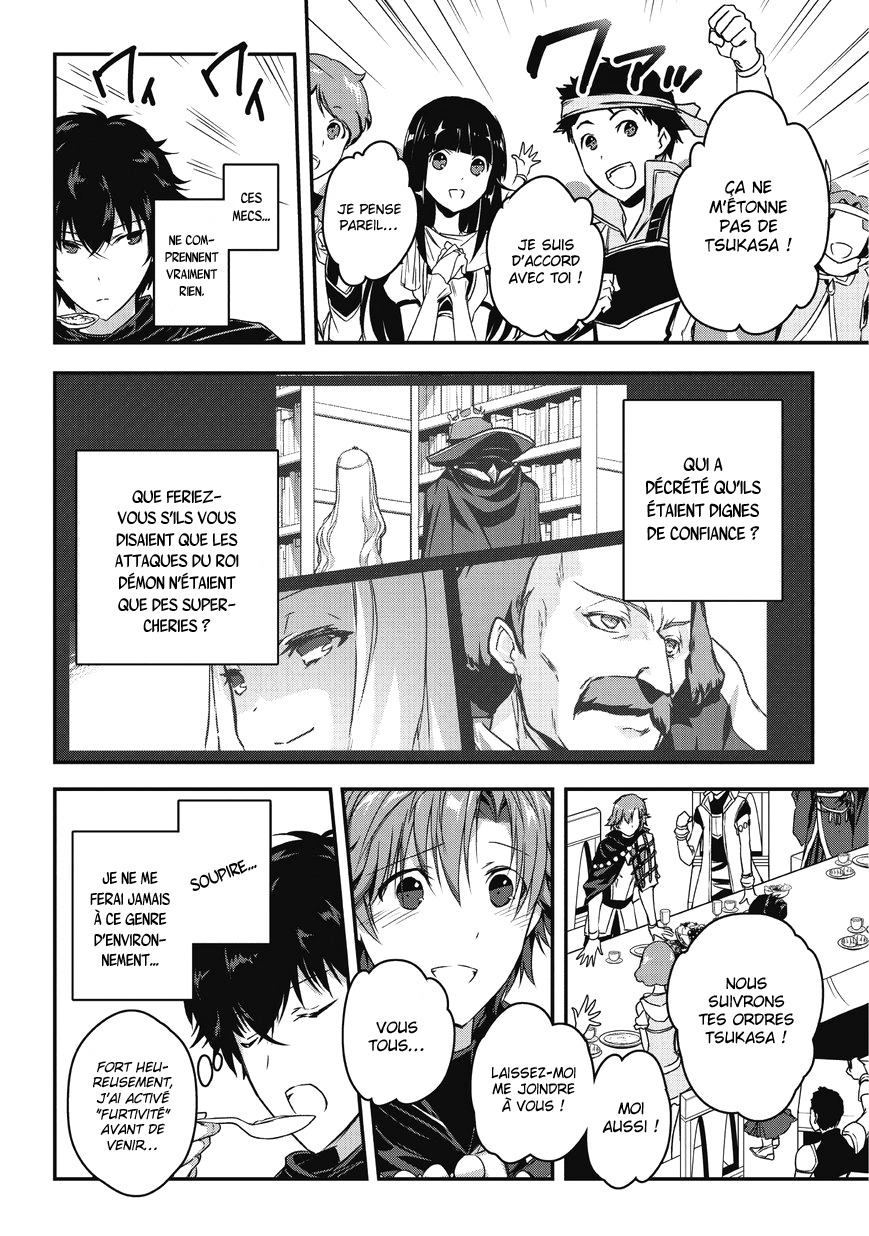 ワァァッ
ÇA NE
M'ÉTONNE
PAS DE
TSUKASA !
JE SUIS
D'ACCORD
AVEC TOI !
JE PENSE
PAREIL...
ワイ
ワイ
CES
MECS...
NE COM-
PRENNENT
VRAIMENT
RIEN.
QUI A
DÉCRÉTÉ QU'ILS
ÉTAIENT DIGNES
DE CONFIANCE ?
QUE FERIEZ-
VOUS S'ILS VOUS
DISAIENT QUE LES
ATTAQUES DU ROI
DÉMON N'ÉTAIENT
QUE DES SUPER-
CHERIES ?
NOUS
SUIVRONS
TES ORDRES
TSUKASA !
MOI
AUSSI !
LAISSEZ-MOI
ME JOINDRE
À VOUS !
VOUS
TOUS...
SOUPIRE...
JE NE ME
FERAI JAMAIS
À CE GENRE
D'ENVIRON-
NEMENT...
FORT HEU-
REUSEMENT,
J'AI ACTIVÉ
"FURTIVITÉ"
AVANT DE
VENIR...